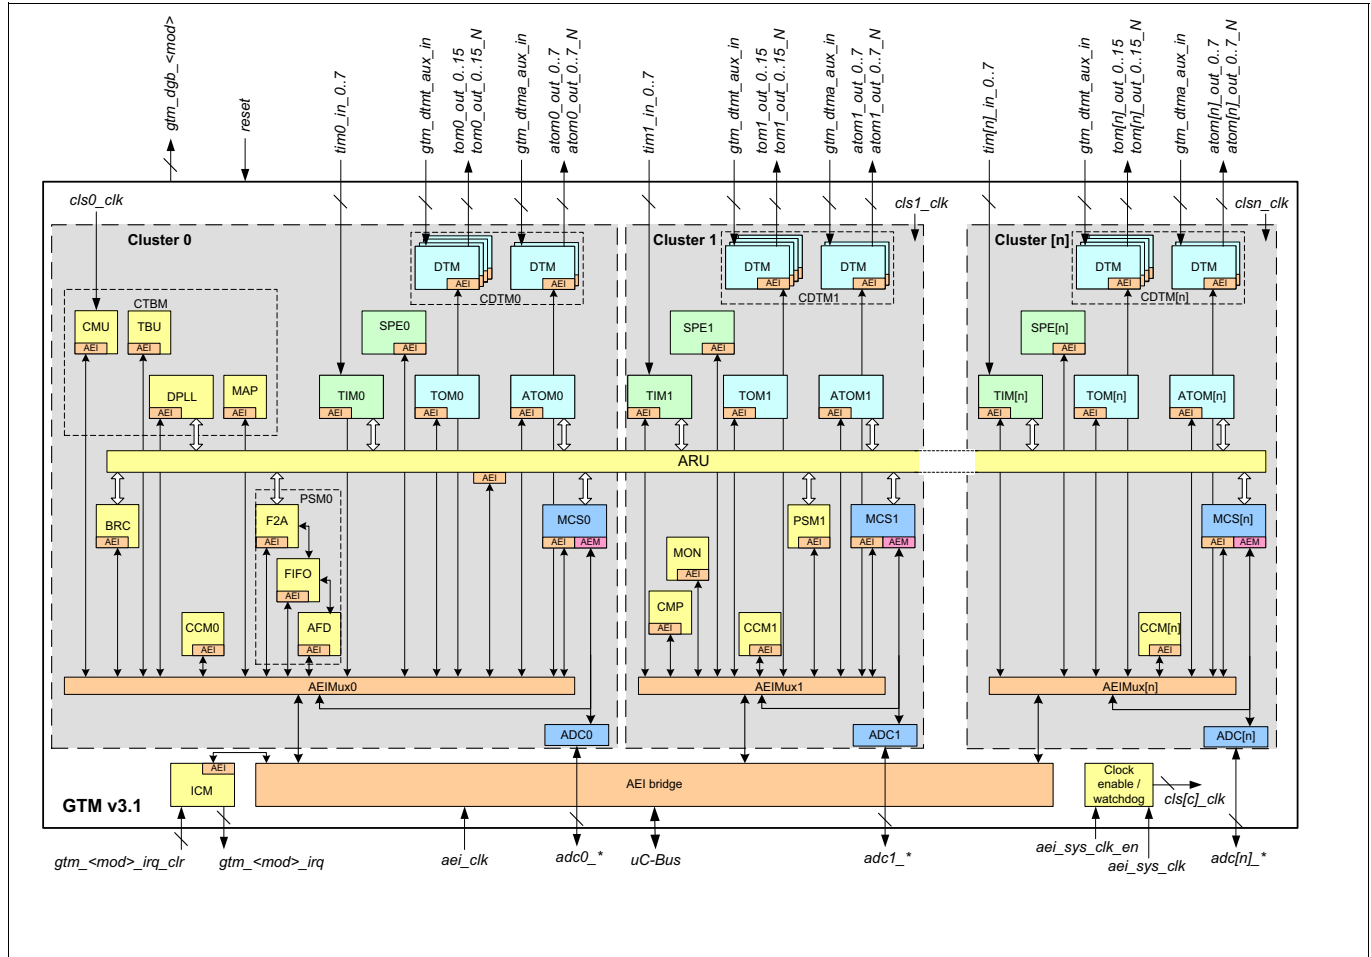 gtm_dgb_<mod>
reset
tim0_in_0..7
gtm_dtmt_aux_in
tom0_out_0..15
tom0_out_0..15_N
gtm_dtma_aux_in
atom0_out_0..7
atom0_out_0..7_N
tim1_in_0..7
gtm_dtmt_aux_in
tom1_out_0..15
tom1_out_0..15_N
gtm_dtma_aux_in
atom1_out_0..7
atom1_out_0..7_N
tim[n]_in_0..7
gtm_dtmt_aux_in
tom[n]_out_0..15
tom[n]_out_0..15_N
gtm_dtma_aux_in
atom[n]_out_0..7
atom[n]_out_0..7_N
cls0_clk
cls1_clk
clsn_clk
Cluster 0
Cluster 1
Cluster [n]
DTM
AEI
DTM
AEI
CDTM0
DTM
AEI
DTM
AEI
CDTM1
DTM
AEI
DTM
AEI
CDTM[n]
CTBM
CMU
AEI
TBU
AEI
SPE0
AEI
SPE1
AEI
SPE[n]
AEI
DPLL
AEI
MAP
AEI
TIM0
AEI
TOM0
AEI
ATOM0
AEI
TIM1
AEI
TOM1
AEI
ATOM1
AEI
TIM[n]
AEI
TOM[n]
AEI
ATOM[n]
AEI
ARU
AEI
BRC
AEI
PSM0
F2A
AEI
FIFO
AEI
AFD
AEI
CCM0
AEI
MCS0
AEI
AEM
MON
AEI
CMP
AEI
CCM1
AEI
PSM1
AEI
MCS1
AEI
AEM
CCM[n]
AEI
MCS[n]
AEI
AEM
AEIMux0
AEIMux1
AEIMux[n]
ADC0
ADC1
ADC[n]
AEI
ICM
AEI bridge
Clock
enable /
watchdog
cls[c]_clk
GTM v3.1
gtm_<mod>_irq_clr
gtm_<mod>_irq
aei_clk
adc0_*
uC-Bus
adc1_*
aei_sys_clk_en
aei_sys_clk
adc[n]_*